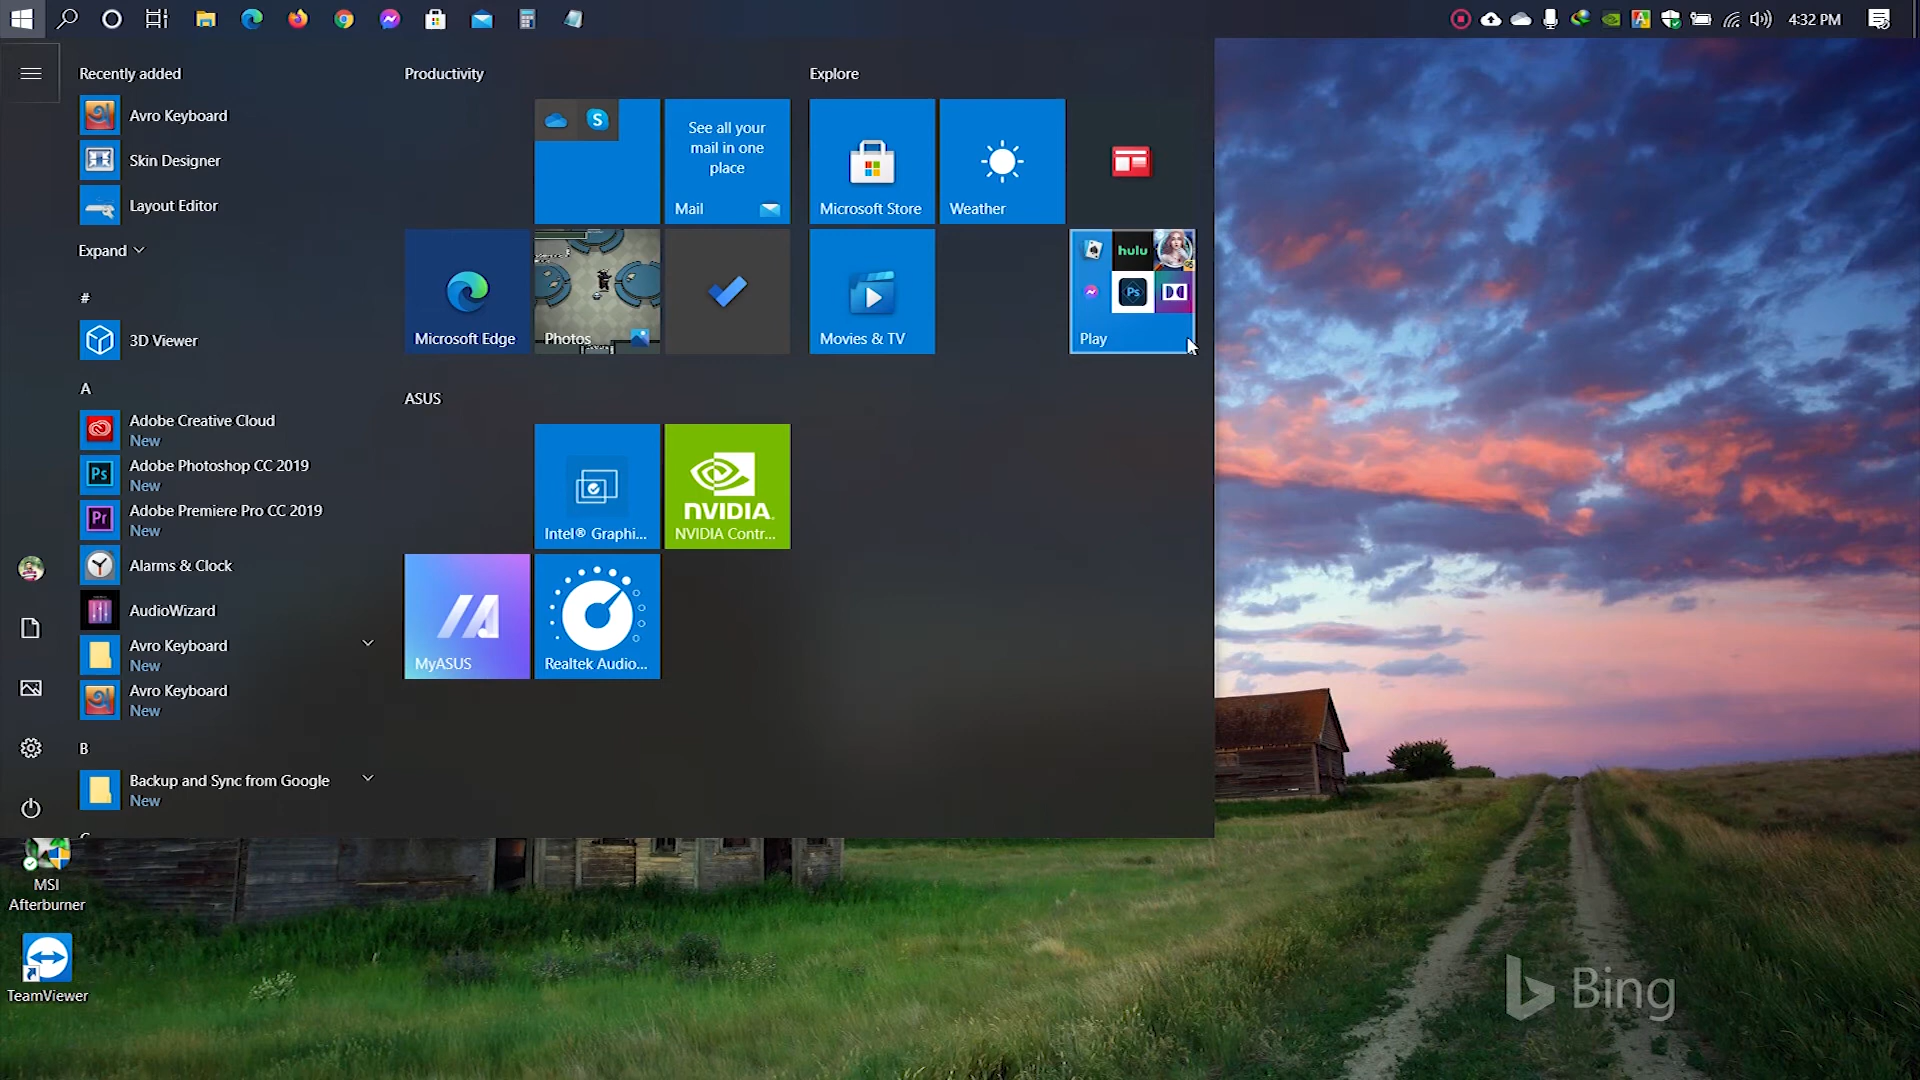 4:32 PM
Recently added
Avro Keyboard
Skin Designer
Layout Editor
Expand
#
3D Viewer
A
Adobe Creative Cloud
New
Adobe Photoshop CC 2019
New
Adobe Premiere Pro CC 2019
New
Alarms & Clock
AudioWizard
Avro Keyboard
New
Avro Keyboard
New
B
Backup and Sync from Google
New
Productivity
See all your
mail in one
place
Mail
Microsoft Edge
Photos
Explore
Microsoft Store
Weather
Movies & TV
hulu
Ps
Play
ASUS
Intel® Graphi...
NVIDIA.
NVIDIA Contr...
MyASUS
Realtek Audio...
MSI
Afterburner
TeamViewer
Bing